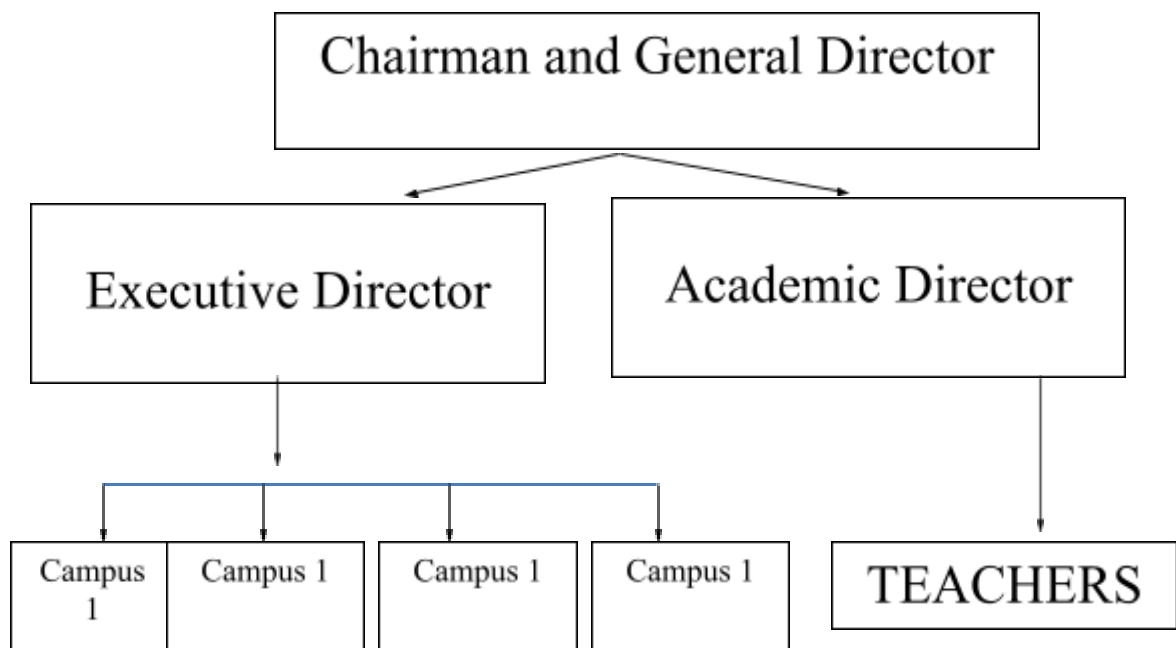 Chairman and General Director
Executive Director
Academic Director
Campus
1
Campus 1
Campus 1
Campus 1
TEACHERS